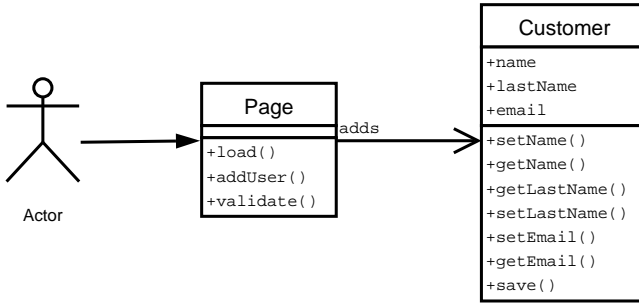 Actor
Page
+load()
+addUser()
+validate()
adds
Customer
+name
+lastName
+email
+setName()
+getName()
+getLastName()
+setLastName()
+setEmail()
+getEmail()
+save()